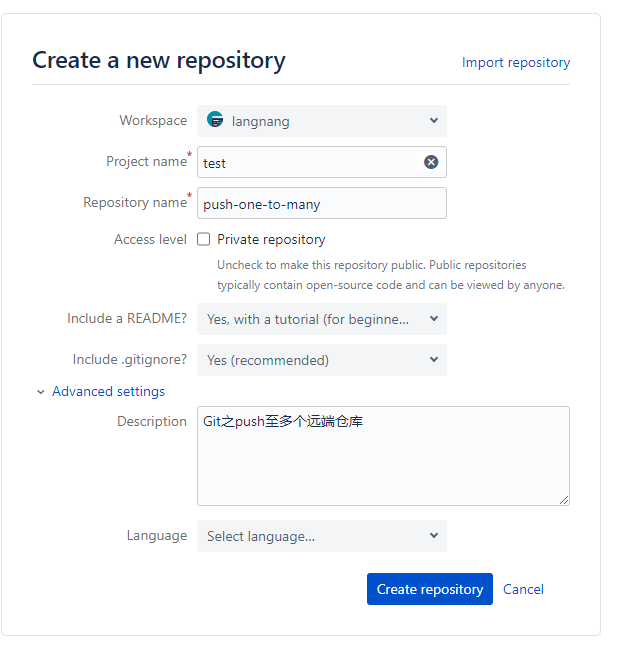 Create a new repository
Import repository
Workspace
langnang
Project name*
test
Repository name*
push-one-to-many
Access level
Private repository
Uncheck to make this repository public. Public repositories
typically contain open-source code and can be viewed by anyone.
Include a README?
Yes, with a tutorial (for beginne...
Include .gitignore?
Yes (recommended)
Advanced settings
Description
Git之push至多个远端仓库
Language
Select language...
Create repository
Cancel